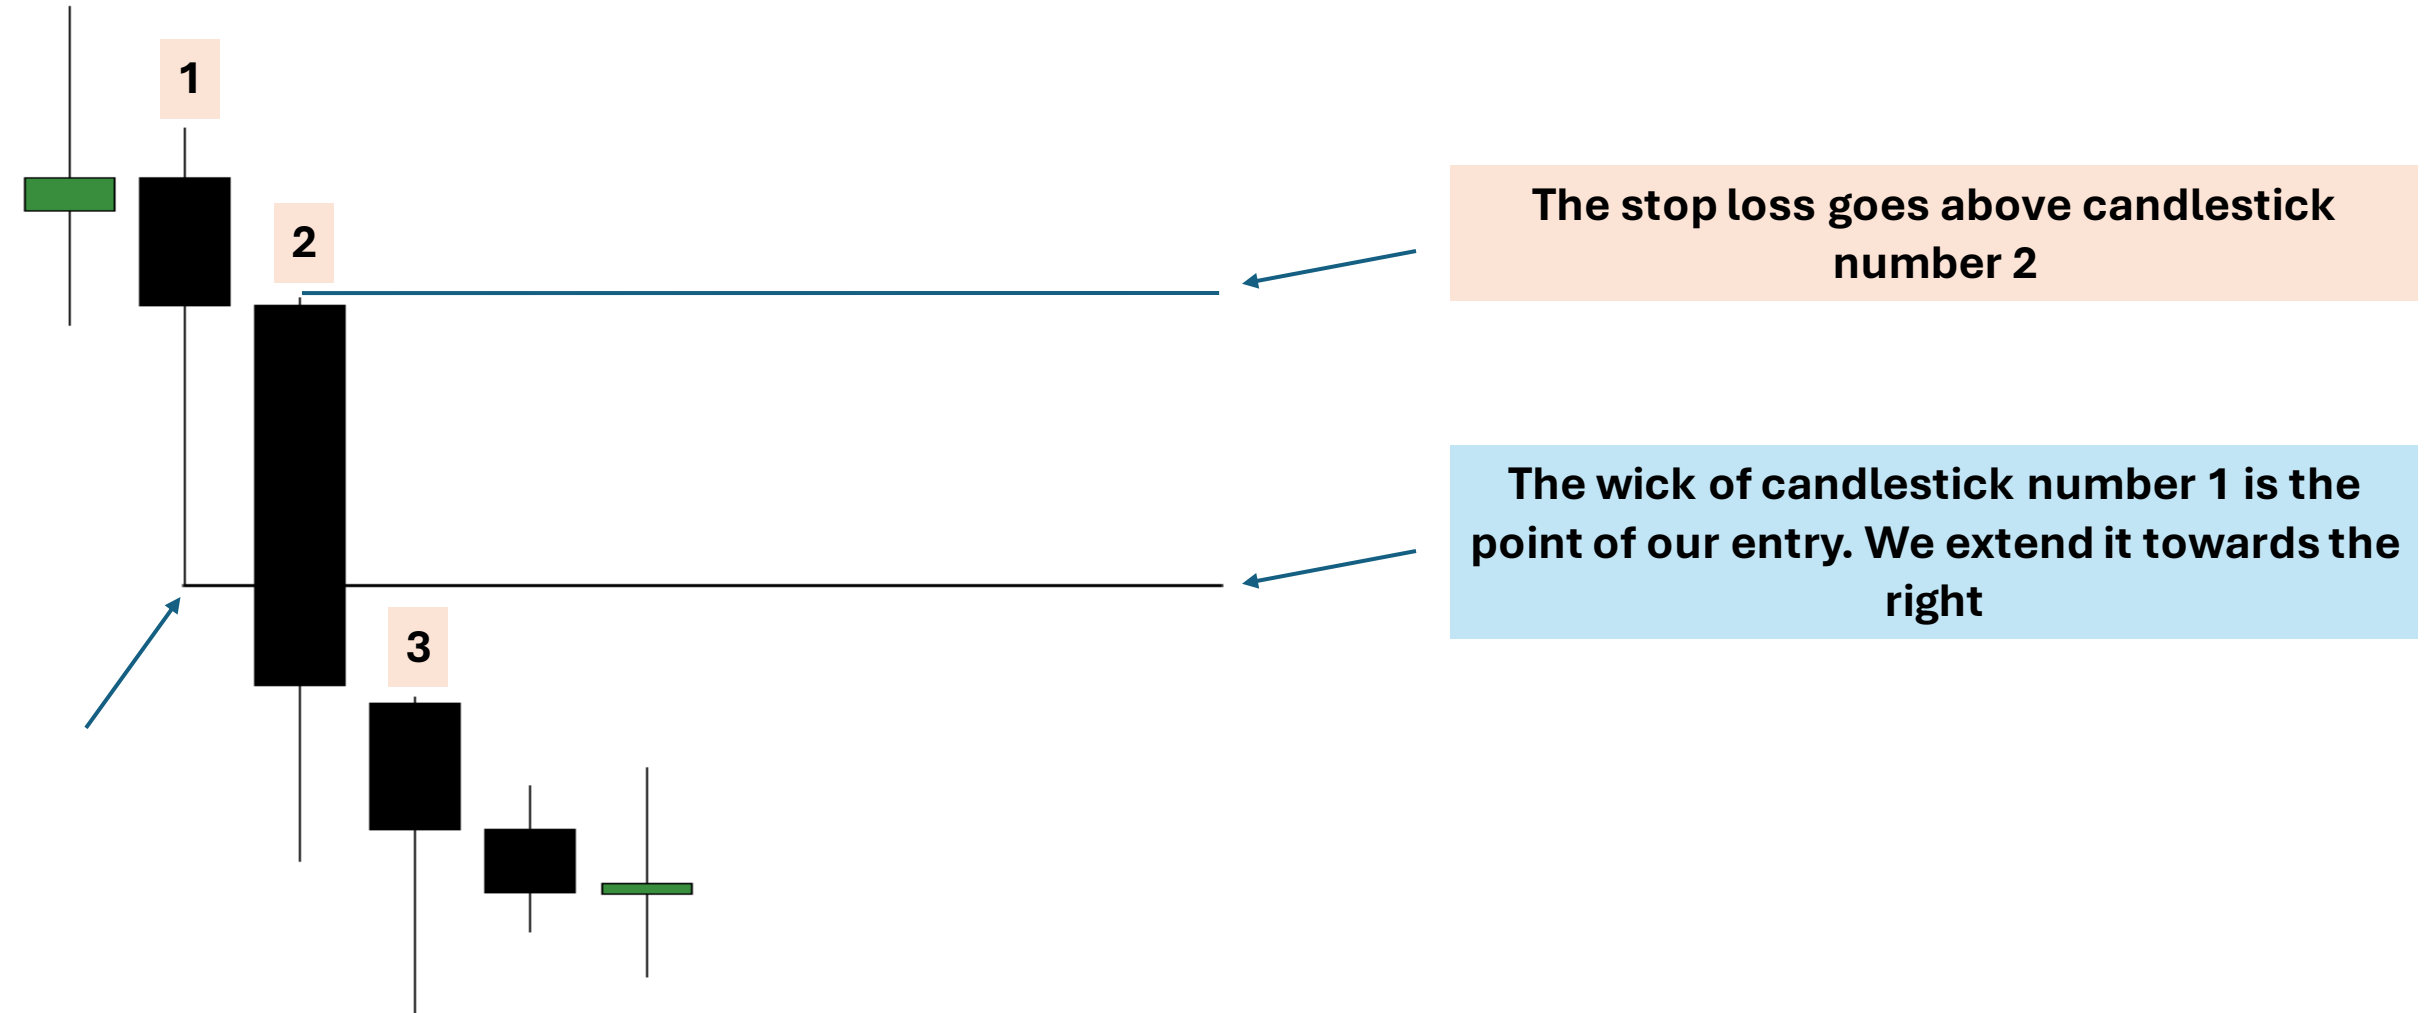 1
2
The stop loss goes above candlestick
number 2
The wick of candlestick number 1 is the
point of our entry. We extend it towards the
right
3